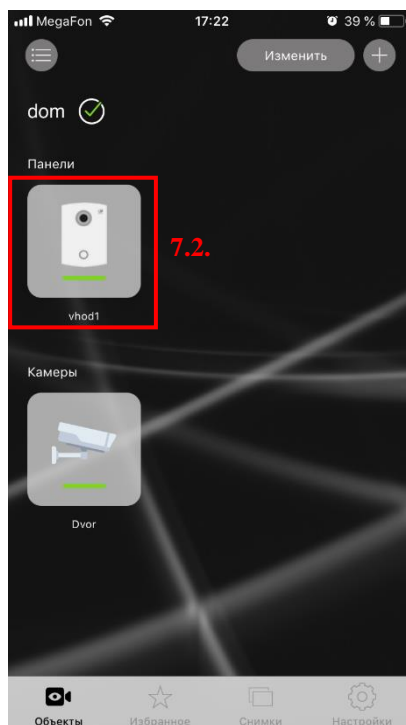 MegaFon 17:22 39 %
Изменить
dom
Панели
7.2.
vhod1
Камеры
Dvor
Объекты Избранное Снимки Настройки